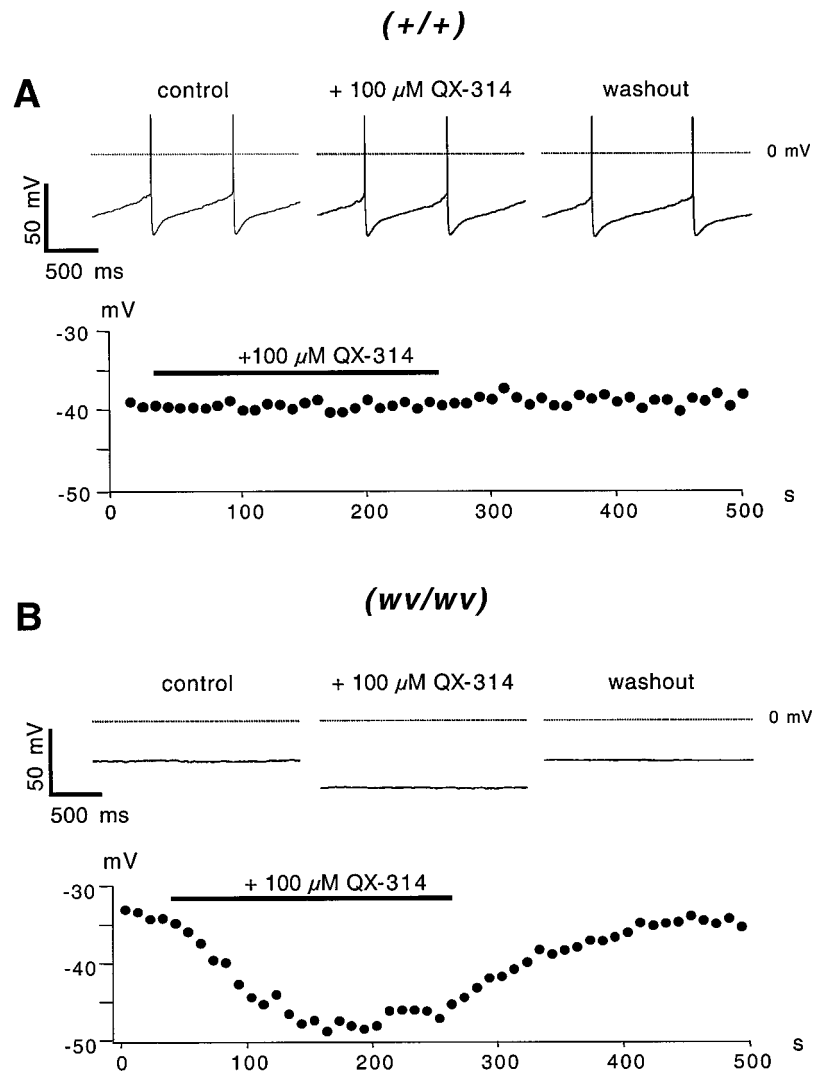 (+/+)
A
control + 100 µM QX-314 washout
0 mV
50 mV
500 ms
mV
-30
+100 µM QX-314
-40
-50
0 100 200 300 400 500 s
(wv/wv)
B
control + 100 µM QX-314 washout
0 mV
50 mV
500 ms
mV
-30
+ 100 µM QX-314
-40
-50
0 100 200 300 400 500 s